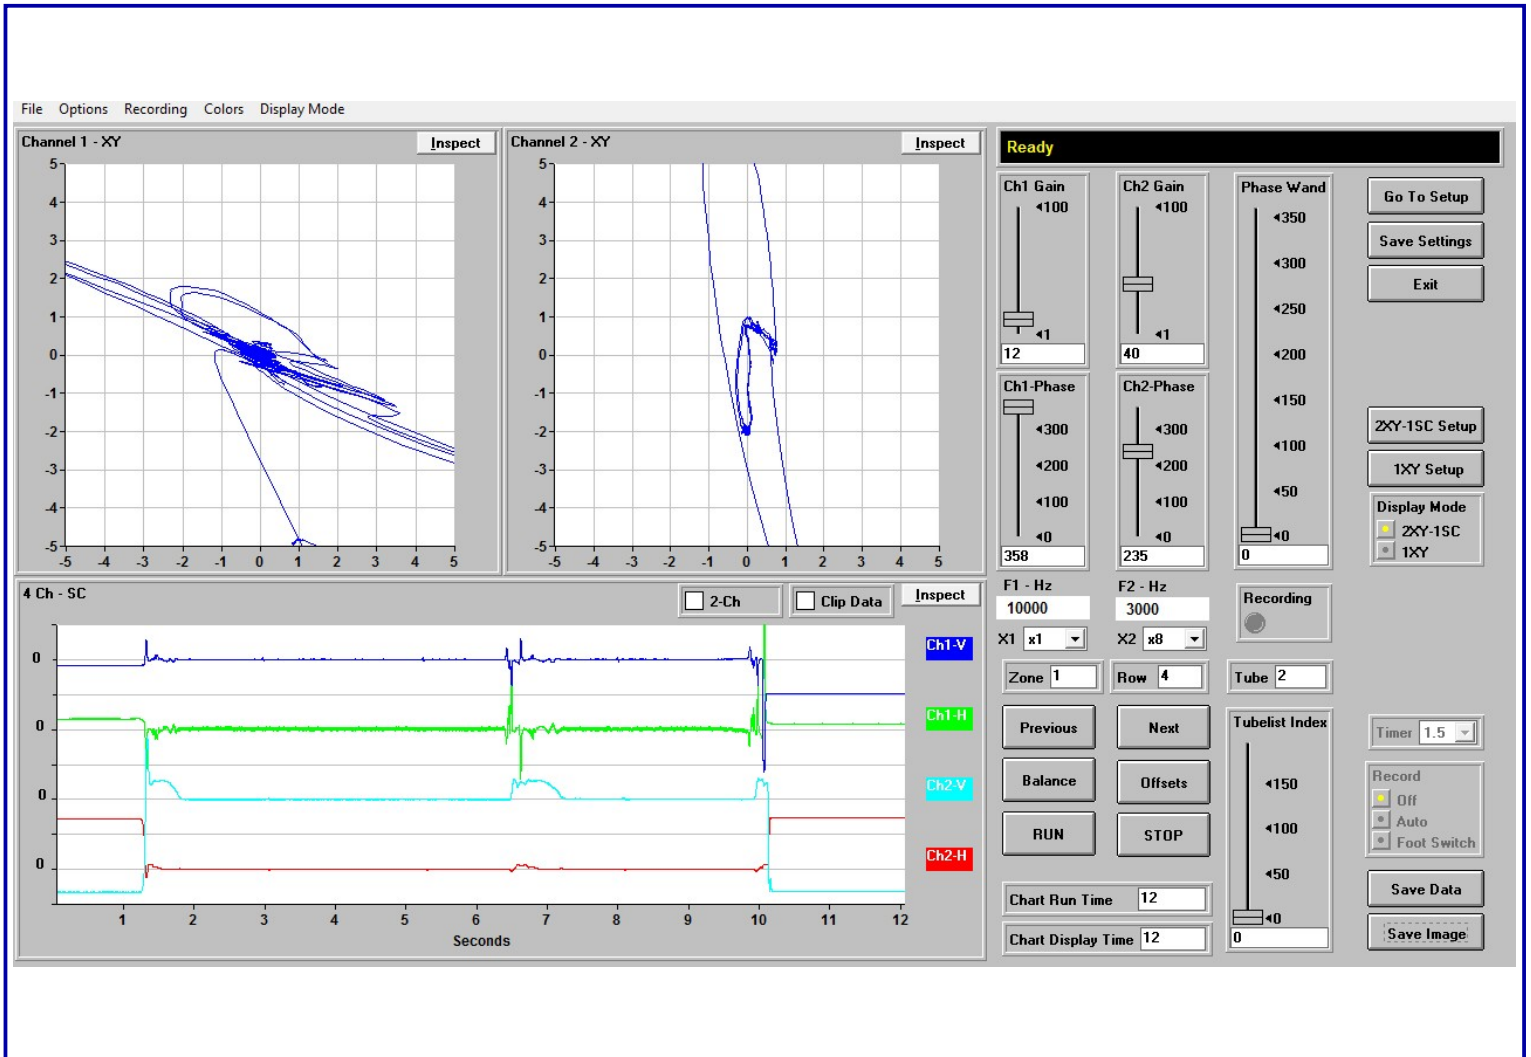 File Options Recording Colors Display Mode
Channel 1 - XY Inspect
5
4
3
2
1
0
-1
-2
-3
-4
-5
-5 -4 -3 -2 -1 0 1 2 3 4 5
Channel 2 - XY Inspect
5
4
3
2
1
0
-1
-2
-3
-4
-5
-5 -4 -3 -2 -1 0 1 2 3 4 5
4 Ch - SC 2-Ch Clip Data Inspect
0
0
0
0
Ch1-V
Ch1-H
Ch2-V
Ch2-H
1 2 3 4 5 6 7 8 9 10 11 12
Seconds
Ready
Ch1 Gain
100
1
12
Ch2 Gain
100
1
40
Phase Wand
350
300
250
200
150
100
50
0
0
Ch1-Phase
300
200
100
0
358
Ch2-Phase
300
200
100
0
235
Go To Setup
Save Settings
Exit
2XY-1SC Setup
1XY Setup
Display Mode
2XY-1SC
1XY
F1 - Hz
10000
F2 - Hz
3000
X1 x1
X2 x8
Recording
Zone 1
Row 4
Tube 2
Previous
Next
Balance
Offsets
RUN
STOP
Tubelist Index
150
100
50
0
0
Timer 1.5
Record
Off
Auto
Foot Switch
Chart Run Time 12
Chart Display Time 12
Save Data
Save Image